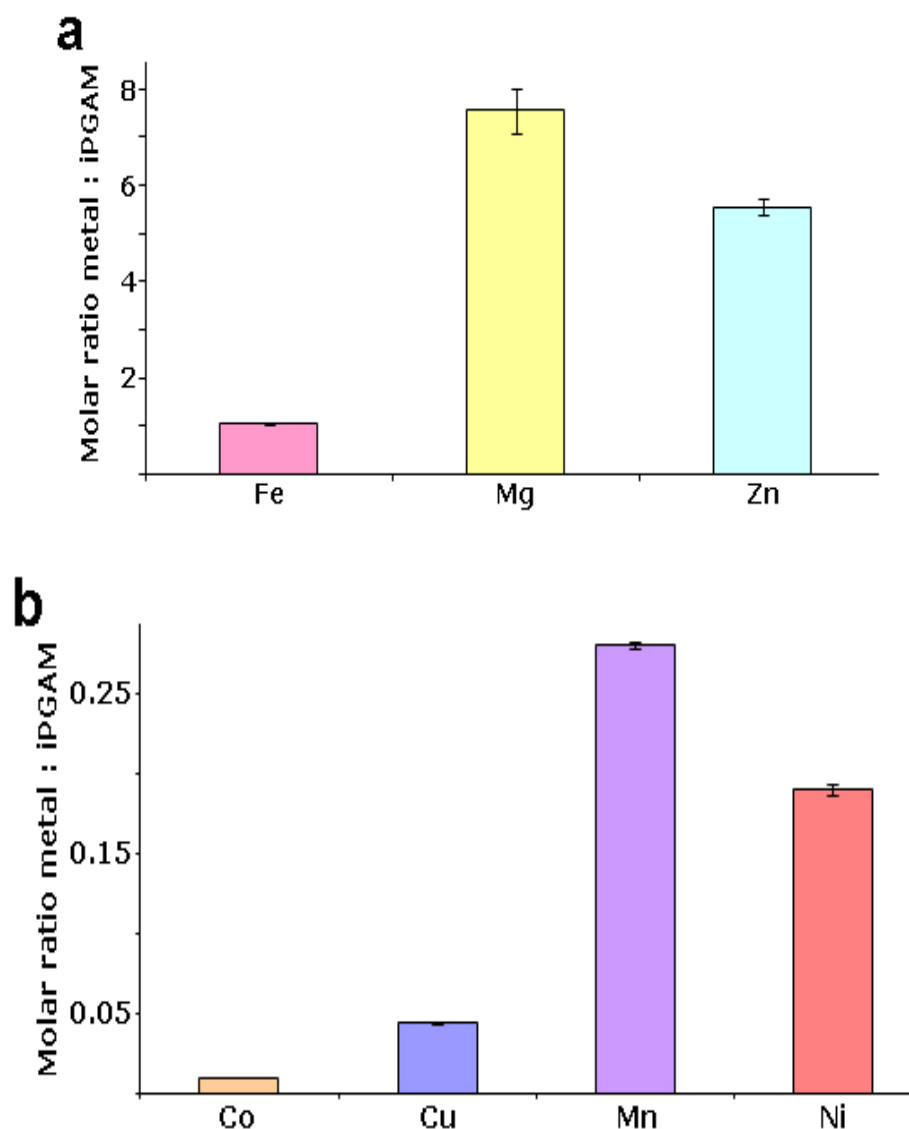 a
Molar ratio metal : iPGAM
8
6
4
2
Fe Mg Zn
b
Molar ratio metal : iPGAM
0.25
0.15
0.05
Co Cu Mn Ni